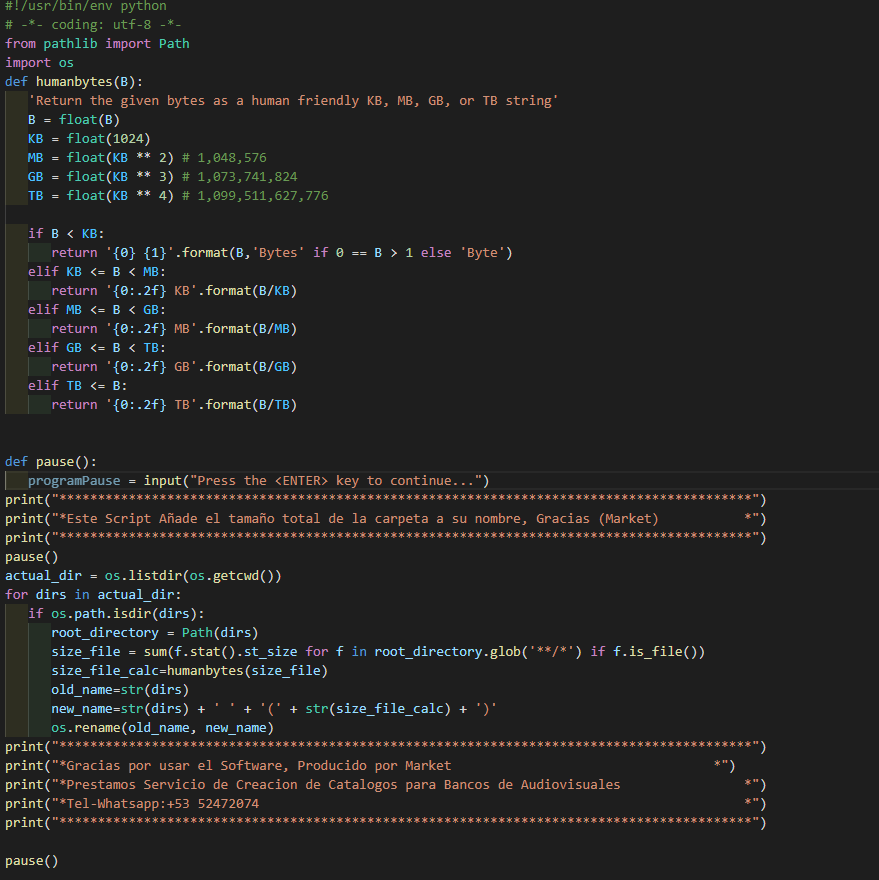 #!/usr/bin/env python
# -*- coding: utf-8 -*-
from pathlib import Path
import os
def humanbytes(B):
    'Return the given bytes as a human friendly KB, MB, GB, or TB string'
    B = float(B)
    KB = float(1024)
    MB = float(KB ** 2) # 1,048,576
    GB = float(KB ** 3) # 1,073,741,824
    TB = float(KB ** 4) # 1,099,511,627,776

    if B < KB:
        return '{0} {1}'.format(B,'Bytes' if 0 == B > 1 else 'Byte')
    elif KB <= B < MB:
        return '{0:.2f} KB'.format(B/KB)
    elif MB <= B < GB:
        return '{0:.2f} MB'.format(B/MB)
    elif GB <= B < TB:
        return '{0:.2f} GB'.format(B/GB)
    elif TB <= B:
        return '{0:.2f} TB'.format(B/TB)


def pause():
    programPause = input("Press the <ENTER> key to continue...")
print("******************************************************************************************")
print("*Este Script Añade el tamaño total de la carpeta a su nombre, Gracias (Market)           *")
print("******************************************************************************************")
pause()
actual_dir = os.listdir(os.getcwd())
for dirs in actual_dir:
    if os.path.isdir(dirs):
        root_directory = Path(dirs)
        size_file = sum(f.stat().st_size for f in root_directory.glob('**/*') if f.is_file())
        size_file_calc=humanbytes(size_file)
        old_name=str(dirs)
        new_name=str(dirs) + ' ' + '(' + str(size_file_calc) + ')'
        os.rename(old_name, new_name)
print("******************************************************************************************")
print("*Gracias por usar el Software, Producido por Market                                  *")
print("*Prestamos Servicio de Creacion de Catalogos para Bancos de Audiovisuales                *")
print("*Tel-Whatsapp:+53 52472074                                                               *")
print("******************************************************************************************")

pause()